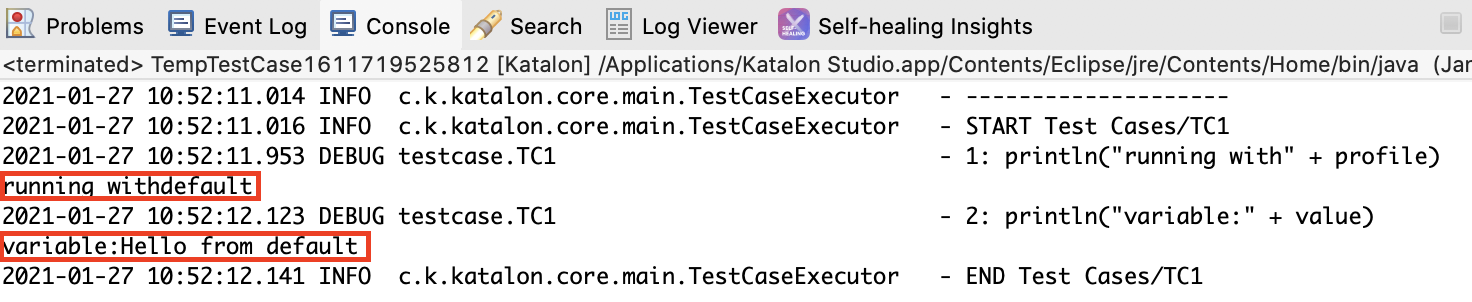 Problems Event Log Console Search Log Viewer Self-healing Insights
<terminated> TempTestCase1611719525812 [Katalon] /Applications/Katalon Studio.app/Contents/Eclipse/jre/Contents/Home/bin/java (Jar
2021-01-27 10:52:11.014 INFO c.k.katalon.core.main.TestCaseExecutor - --------------------
2021-01-27 10:52:11.016 INFO c.k.katalon.core.main.TestCaseExecutor - START Test Cases/TC1
2021-01-27 10:52:11.953 DEBUG testcase.TC1 - 1: println("running with" + profile)
running withdefault
2021-01-27 10:52:12.123 DEBUG testcase.TC1 - 2: println("variable:" + value)
variable:Hello from default
2021-01-27 10:52:12.141 INFO c.k.katalon.core.main.TestCaseExecutor - END Test Cases/TC1